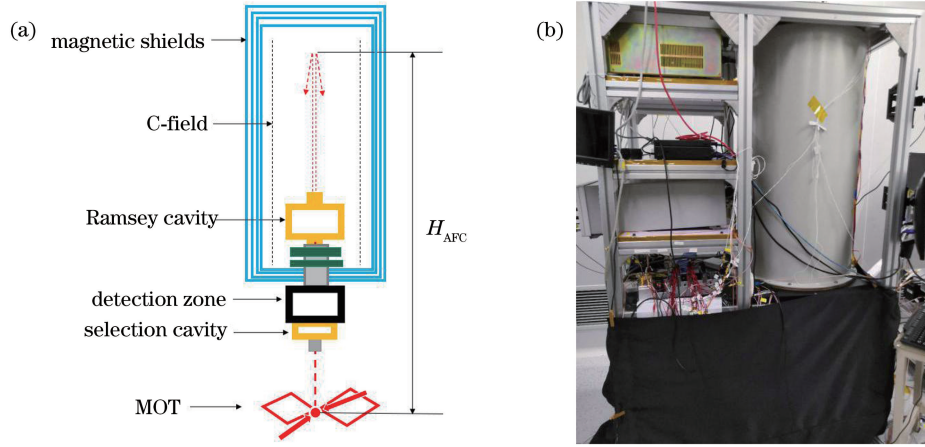 (a)
magnetic shields
C-field
Ramsey cavity
H_AFC
detection zone
selection cavity
MOT
(b)